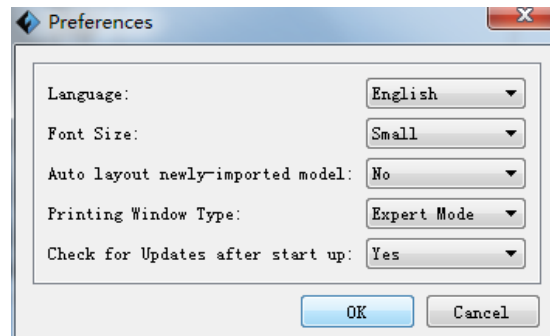 Preferences
Language: English
Font Size: Small
Auto layout newly-imported model: No
Printing Window Type: Expert Mode
Check for Updates after start up: Yes
OK Cancel